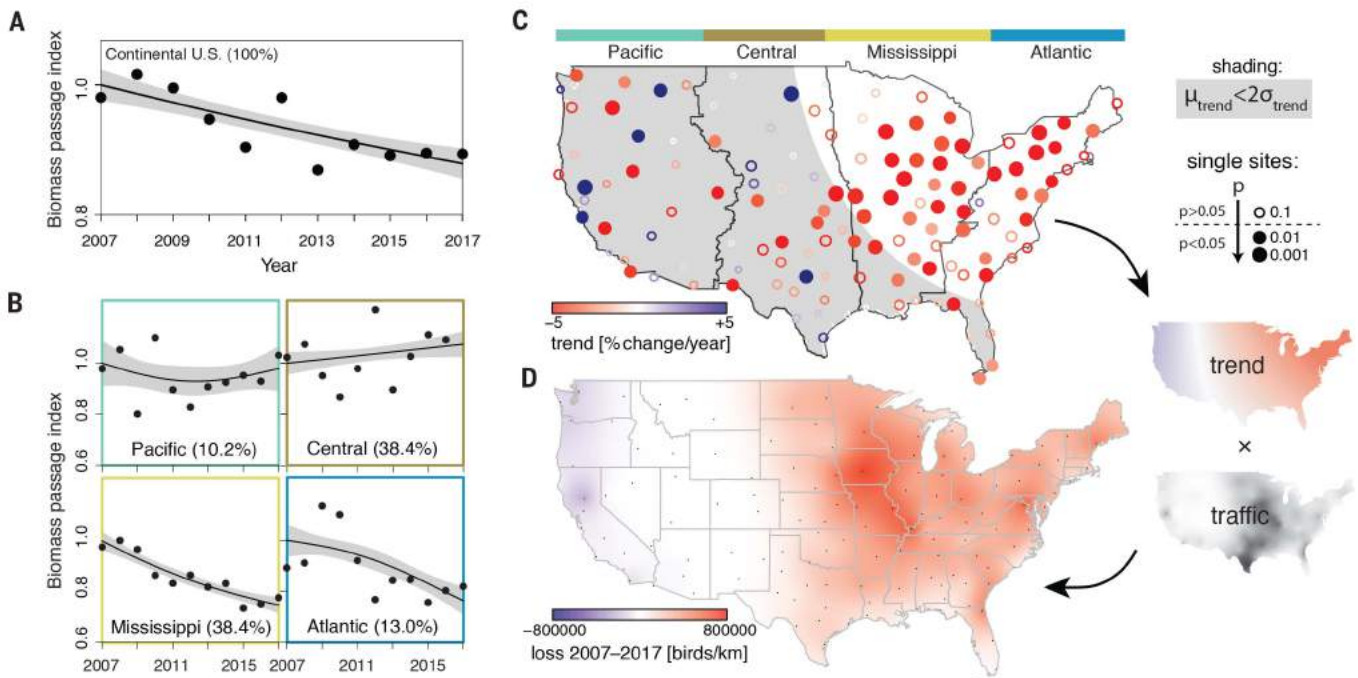 A
Continental U.S. (100%)
Biomass passage index
1.0
0.8
2007 2009 2011 2013 2015 2017
Year
B
Biomass passage index
1.0
0.8
0.6
Pacific (10.2%)
Central (38.4%)
1.0
0.8
0.6
Mississippi (38.4%)
Atlantic (13.0%)
2007 2011 2015 2007 2011 2015
C
Pacific Central Mississippi Atlantic
−5 +5
trend [% change/year]
shading:
μtrend<2σtrend
single sites:
p
p>0.05
0.1
p<0.05
0.01
0.001
trend
×
traffic
D
−800000 800000
loss 2007–2017 [birds/km]